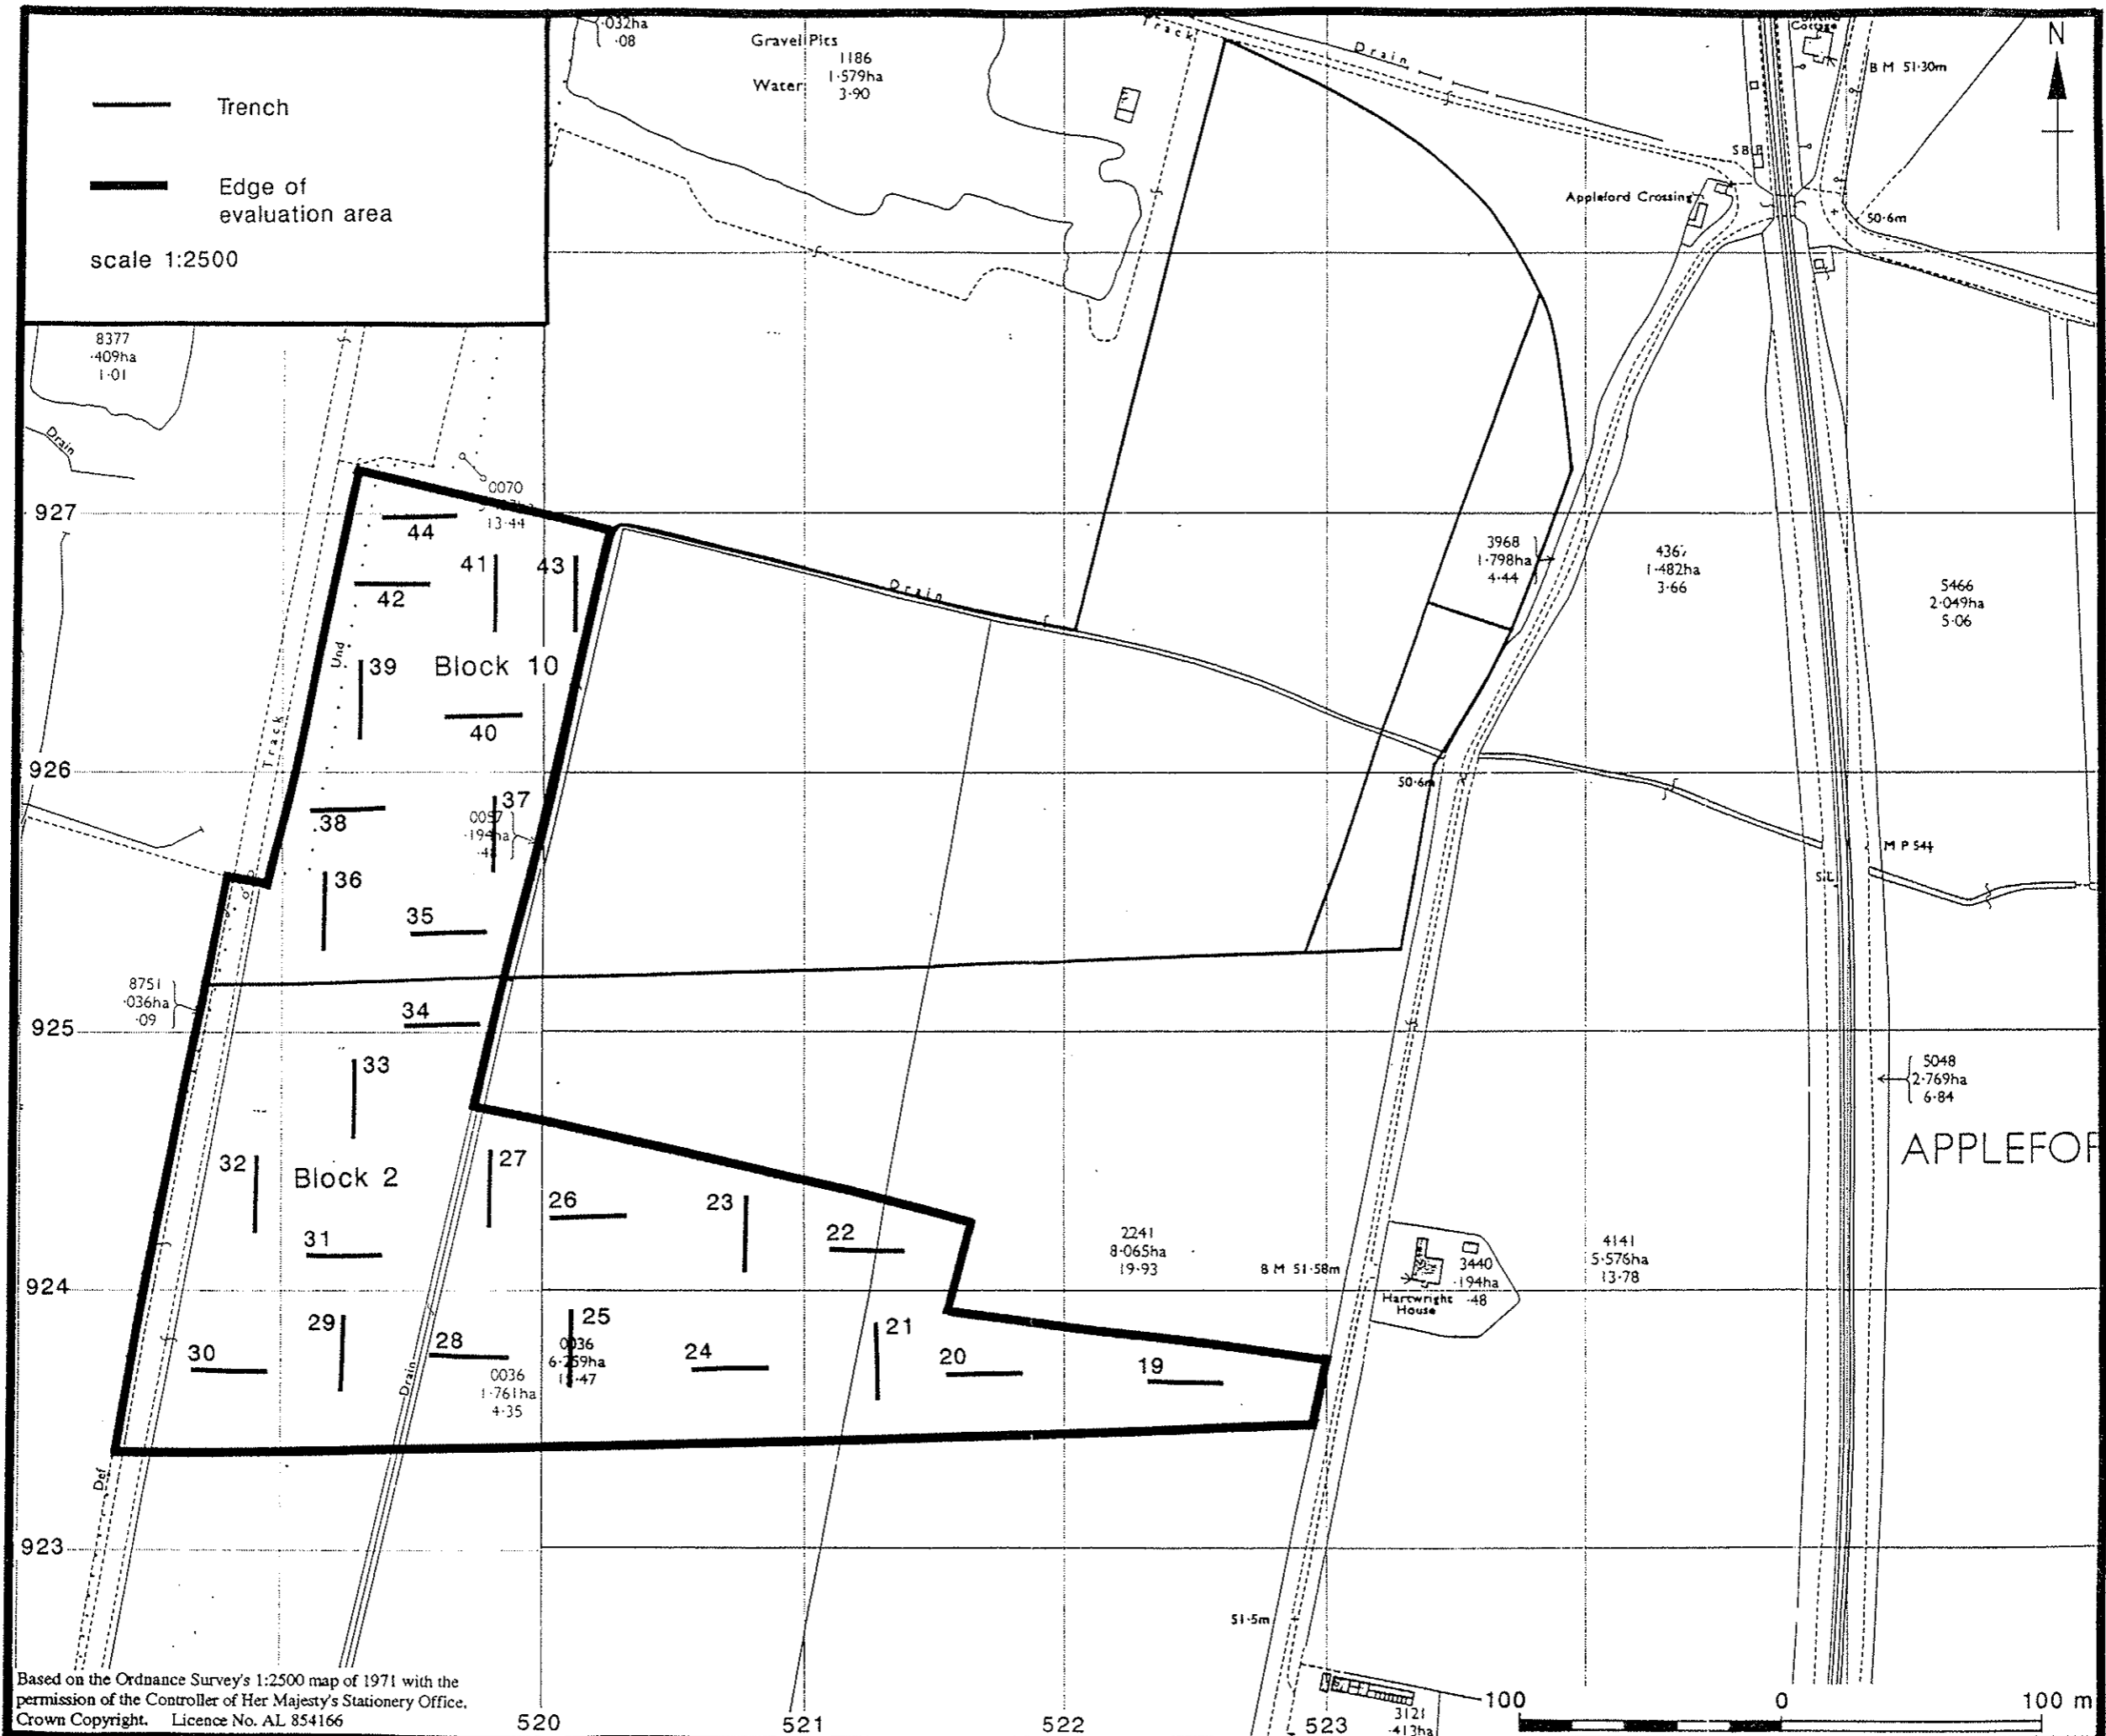 Trench
Edge of
evaluation area
scale 1:2500
·032ha
·08
Gravel Pits
1186
1·579ha
3·90
Water
Track
Drain
Cottage
B M 51·30m
N
S B
Appleford Crossing
50·6m
8377
·409ha
1·01
Drain
927
0070
13·44
44
41
43
42
Und
39
Block 10
40
Track
Drain
3968
1·798ha
4·44
1·482ha
3·66
5466
2·049ha
5·06
926
50·6m
38
37
·194ha
36
35
M P 54¼
S L
8751
·036ha
·09
925
34
33
32
Block 2
27
26
23
22
31
2241
8·065ha
19·93
B M 51·58m
5048
2·769ha
6·84
APPLEFOR
3440
·194ha
·48
Hartwright
House
4141
5·576ha
13·78
924
29
30
28
25
0036
24
21
20
19
Drain
0036
1·761ha
4·35
Def
923
51·5m
Based on the Ordnance Survey's 1:2500 map of 1971 with the
permission of the Controller of Her Majesty's Stationery Office.
Crown Copyright. Licence No. AL 854166
520
521
522
523
3121
·413ha
100
0
100 m